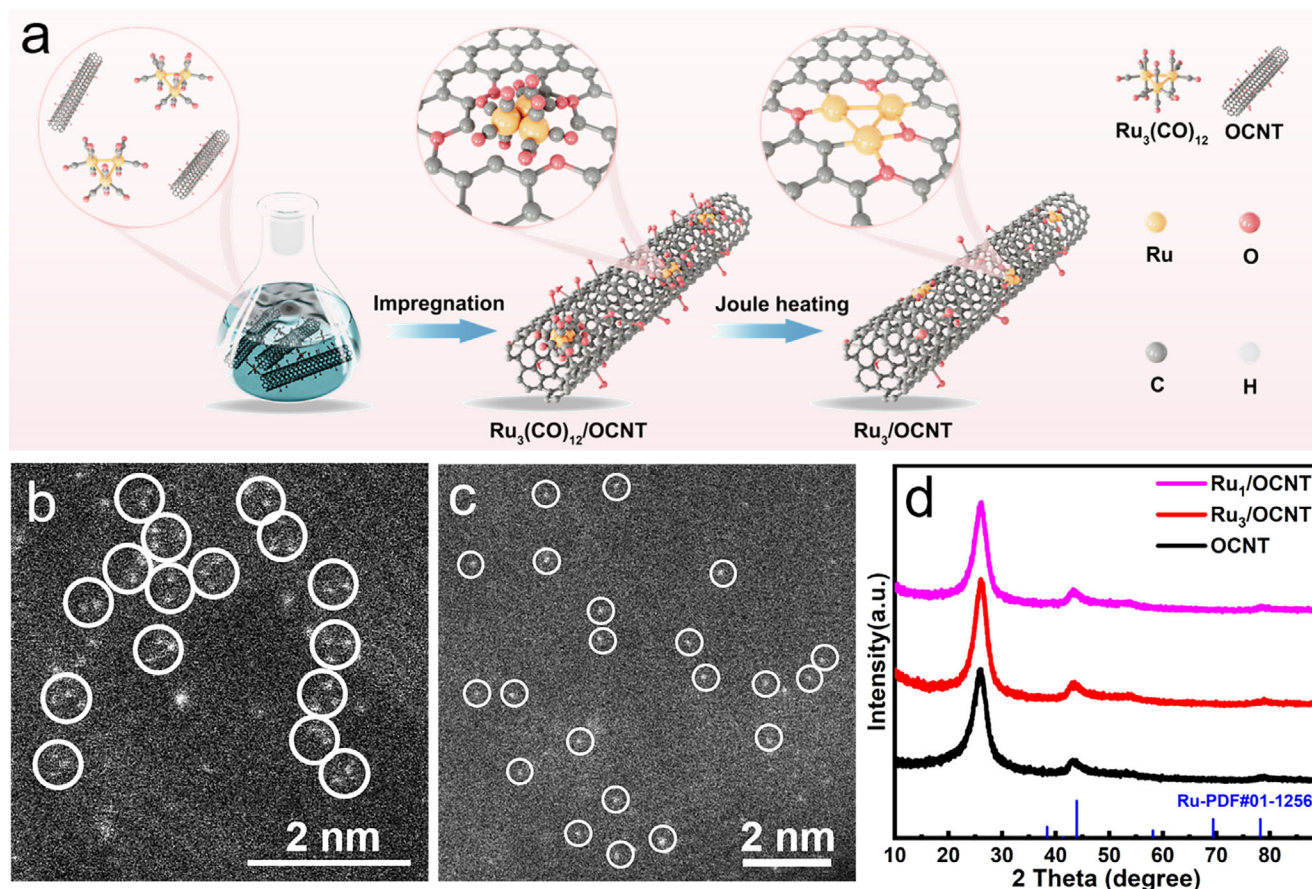 a
Ru₃(CO)₁₂
OCNT
Ru
O
Impregnation
Joule heating
C
H
Ru₃(CO)₁₂/OCNT
Ru₃/OCNT
b
2 nm
c
2 nm
d
Ru₁/OCNT
Ru₃/OCNT
OCNT
Intensity(a.u.)
Ru-PDF#01-1256
10 20 30 40 50 60 70 80
2 Theta (degree)